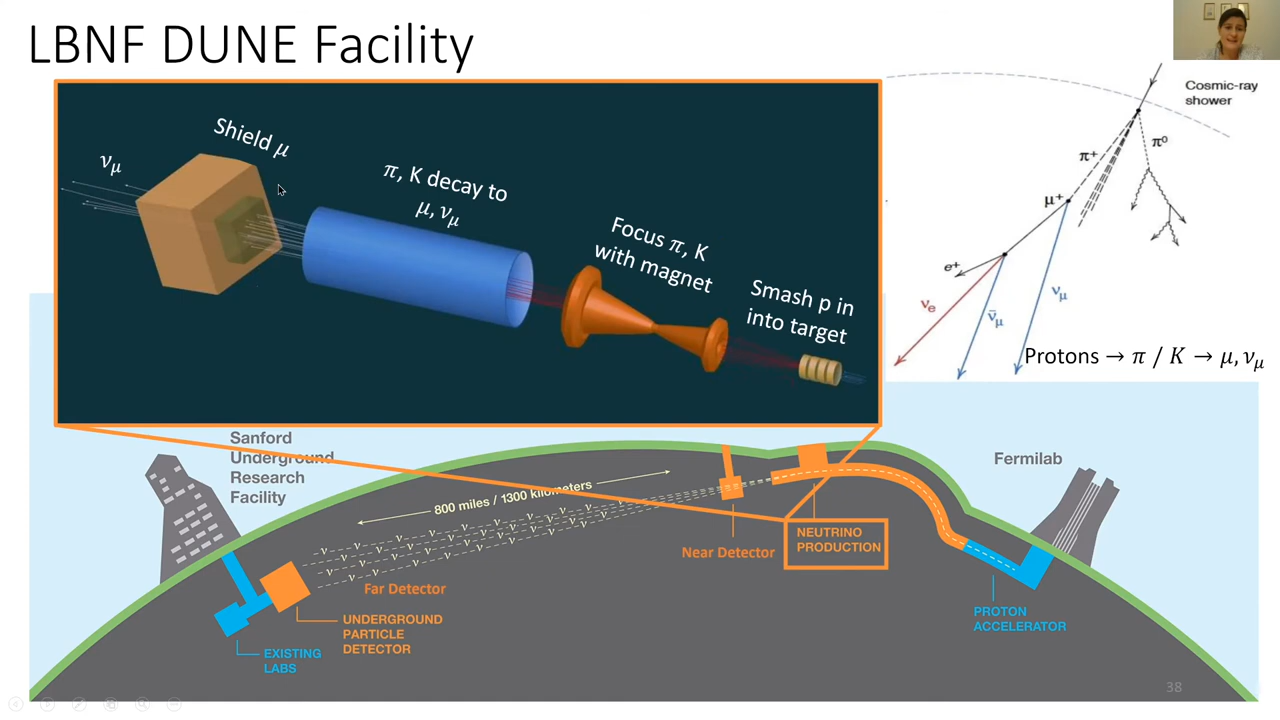 LBNF DUNE Facility
Shield μ
ν_μ
π, K decay to
μ, ν_μ
Focus π, K
with magnet
Smash p in
into target
Cosmic-ray
shower
π⁺
π⁰
μ⁺
e⁺
ν_e
ν̄_μ
ν_μ
Protons → π / K → μ, ν_μ
Sanford
Underground
Research
Facility
Fermilab
800 miles / 1300 kilometers
ν ν ν ν ν
Near Detector
NEUTRINO
PRODUCTION
Far Detector
UNDERGROUND
PARTICLE
DETECTOR
EXISTING
LABS
PROTON
ACCELERATOR
38